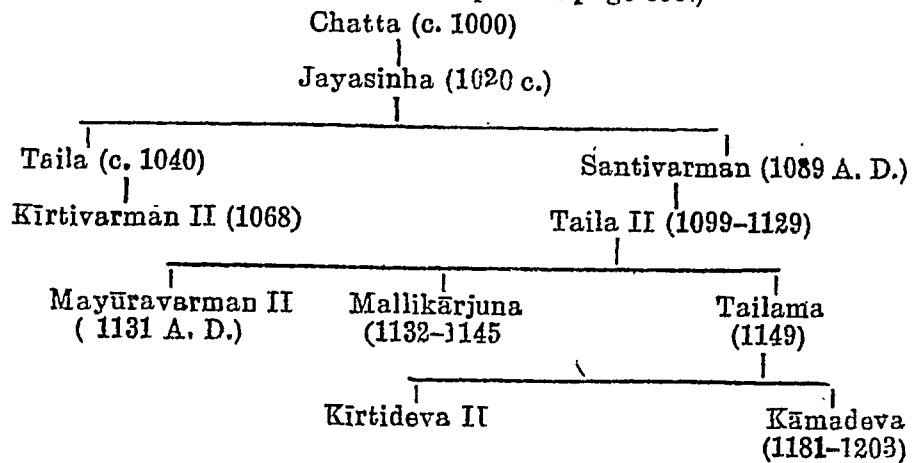 Chatta (c. 1000)
Jayasinha (1020 c.)
Taila (c. 1040) Santivarman (1089 A. D.)
Kīrtivarman II (1068) Taila II (1099–1129)
Mayūravarman II Mallikārjuna Tailama
( 1131 A. D.) (1132–1145 (1149)
Kīrtideva II Kāmadeva
(1181–1203)